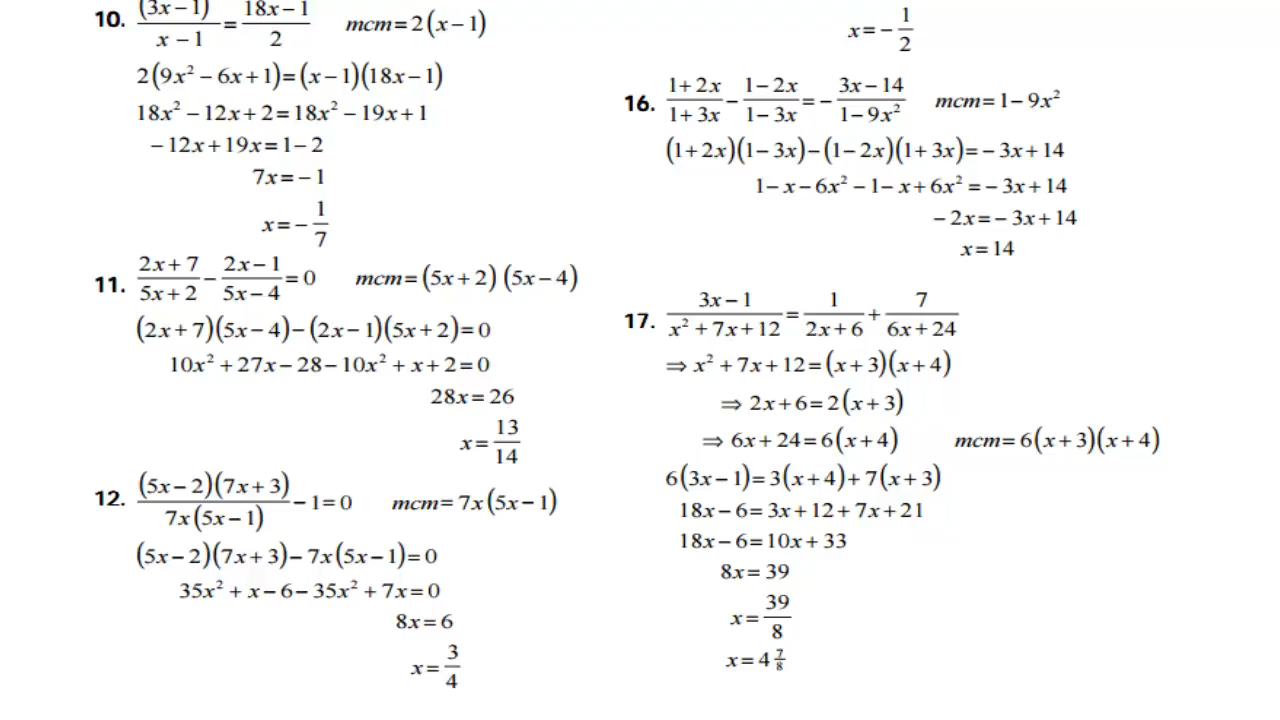 10. (3x−1)/(x−1) = (18x−1)/2 mcm=2(x−1)
2(9x²−6x+1)=(x−1)(18x−1)
18x²−12x+2=18x²−19x+1
−12x+19x=1−2
7x=−1
x=−1/7
11. (2x+7)/(5x+2) − (2x−1)/(5x−4) = 0 mcm=(5x+2)(5x−4)
(2x+7)(5x−4)−(2x−1)(5x+2)=0
10x²+27x−28−10x²+x+2=0
28x=26
x=13/14
12. (5x−2)(7x+3)/7x(5x−1) −1=0 mcm=7x(5x−1)
(5x−2)(7x+3)−7x(5x−1)=0
35x²+x−6−35x²+7x=0
8x=6
x=3/4
x=−1/2
16. (1+2x)/(1+3x) − (1−2x)/(1−3x) = −(3x−14)/(1−9x²) mcm=1−9x²
(1+2x)(1−3x)−(1−2x)(1+3x)=−3x+14
1−x−6x²−1−x+6x²=−3x+14
−2x=−3x+14
x=14
17. (3x−1)/(x²+7x+12) = 1/(2x+6) + 7/(6x+24)
⇒ x²+7x+12=(x+3)(x+4)
⇒ 2x+6=2(x+3)
⇒ 6x+24=6(x+4) mcm=6(x+3)(x+4)
6(3x−1)=3(x+4)+7(x+3)
18x−6=3x+12+7x+21
18x−6=10x+33
8x=39
x=39/8
x=4 7/8